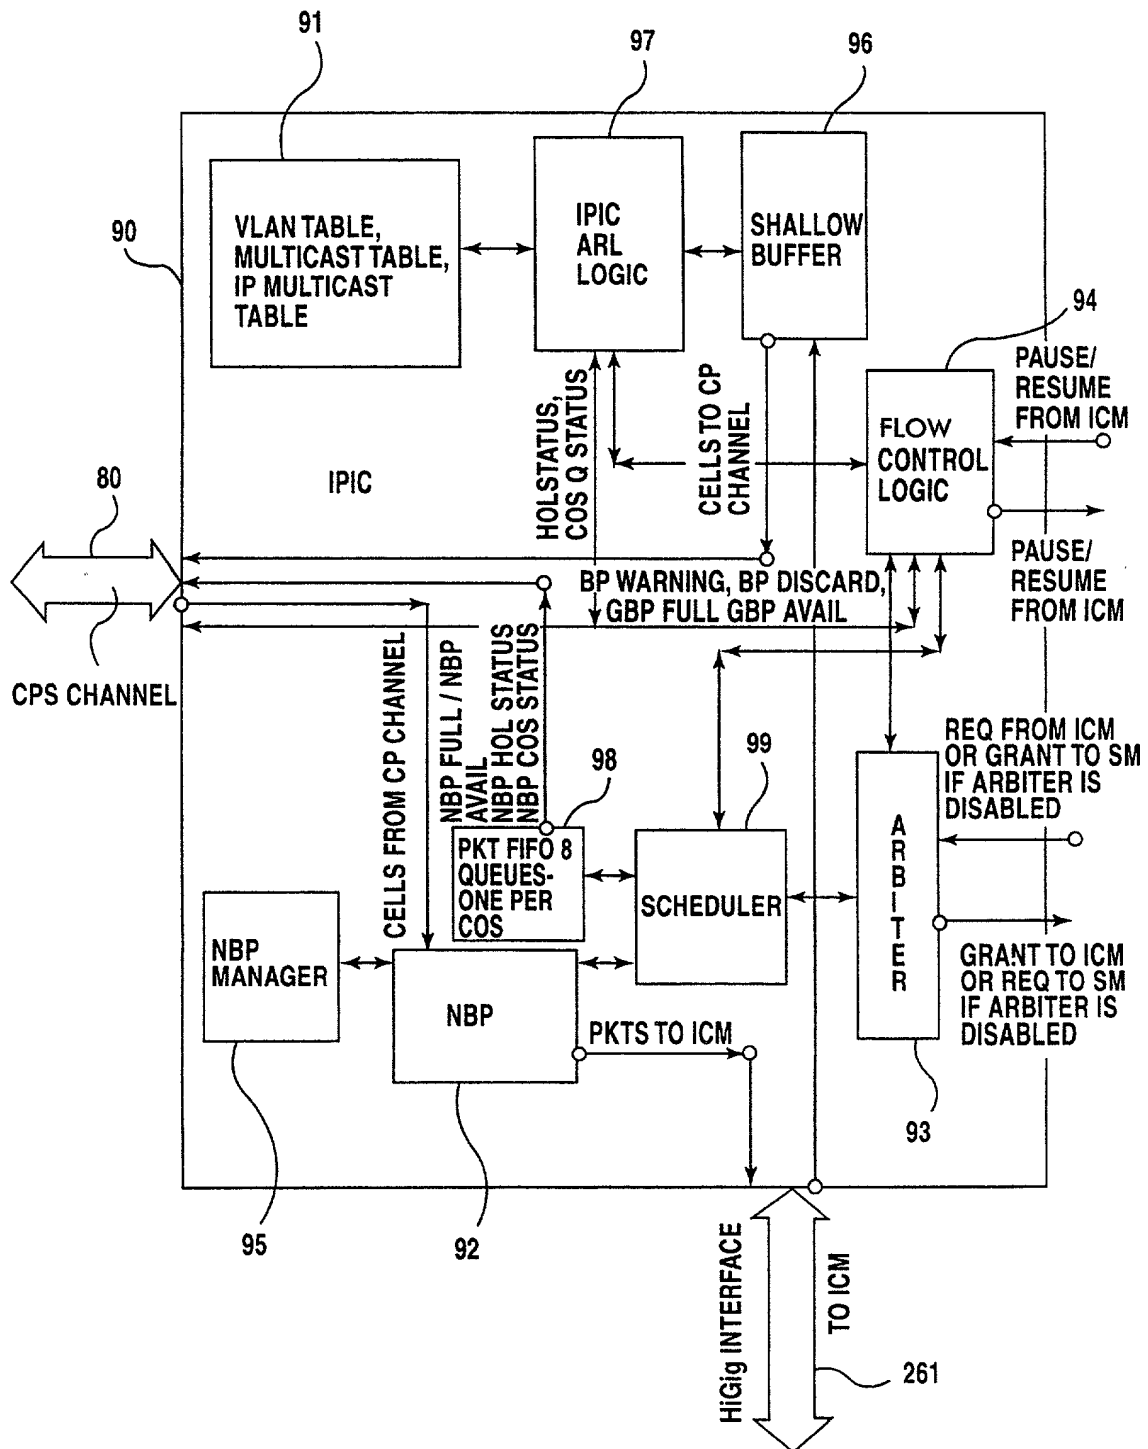 91
97
96
VLAN TABLE,
MULTICAST TABLE,
IP MULTICAST
TABLE
IPIC
ARL
LOGIC
SHALLOW
BUFFER
90
94
PAUSE/
RESUME
FROM ICM
HOLSTATUS,
COS Q STATUS
CELLS TO CP
CHANNEL
FLOW
CONTROL
LOGIC
IPIC
80
PAUSE/
RESUME
FROM ICM
BP WARNING, BP DISCARD,
GBP FULL GBP AVAIL
CPS CHANNEL
CELLS FROM CP CHANNEL
NBP FULL / NBP
AVAIL
NBP HOL STATUS
NBP COS STATUS
98
99
REQ FROM ICM
OR GRANT TO SM
IF ARBITER IS
DISABLED
PKT FIFO 8
QUEUES-
ONE PER
COS
SCHEDULER
ARBITER
NBP
MANAGER
NBP
GRANT TO ICM
OR REQ TO SM
IF ARBITER IS
DISABLED
PKTS TO ICM
93
95
92
HiGig INTERFACE
TO ICM
261